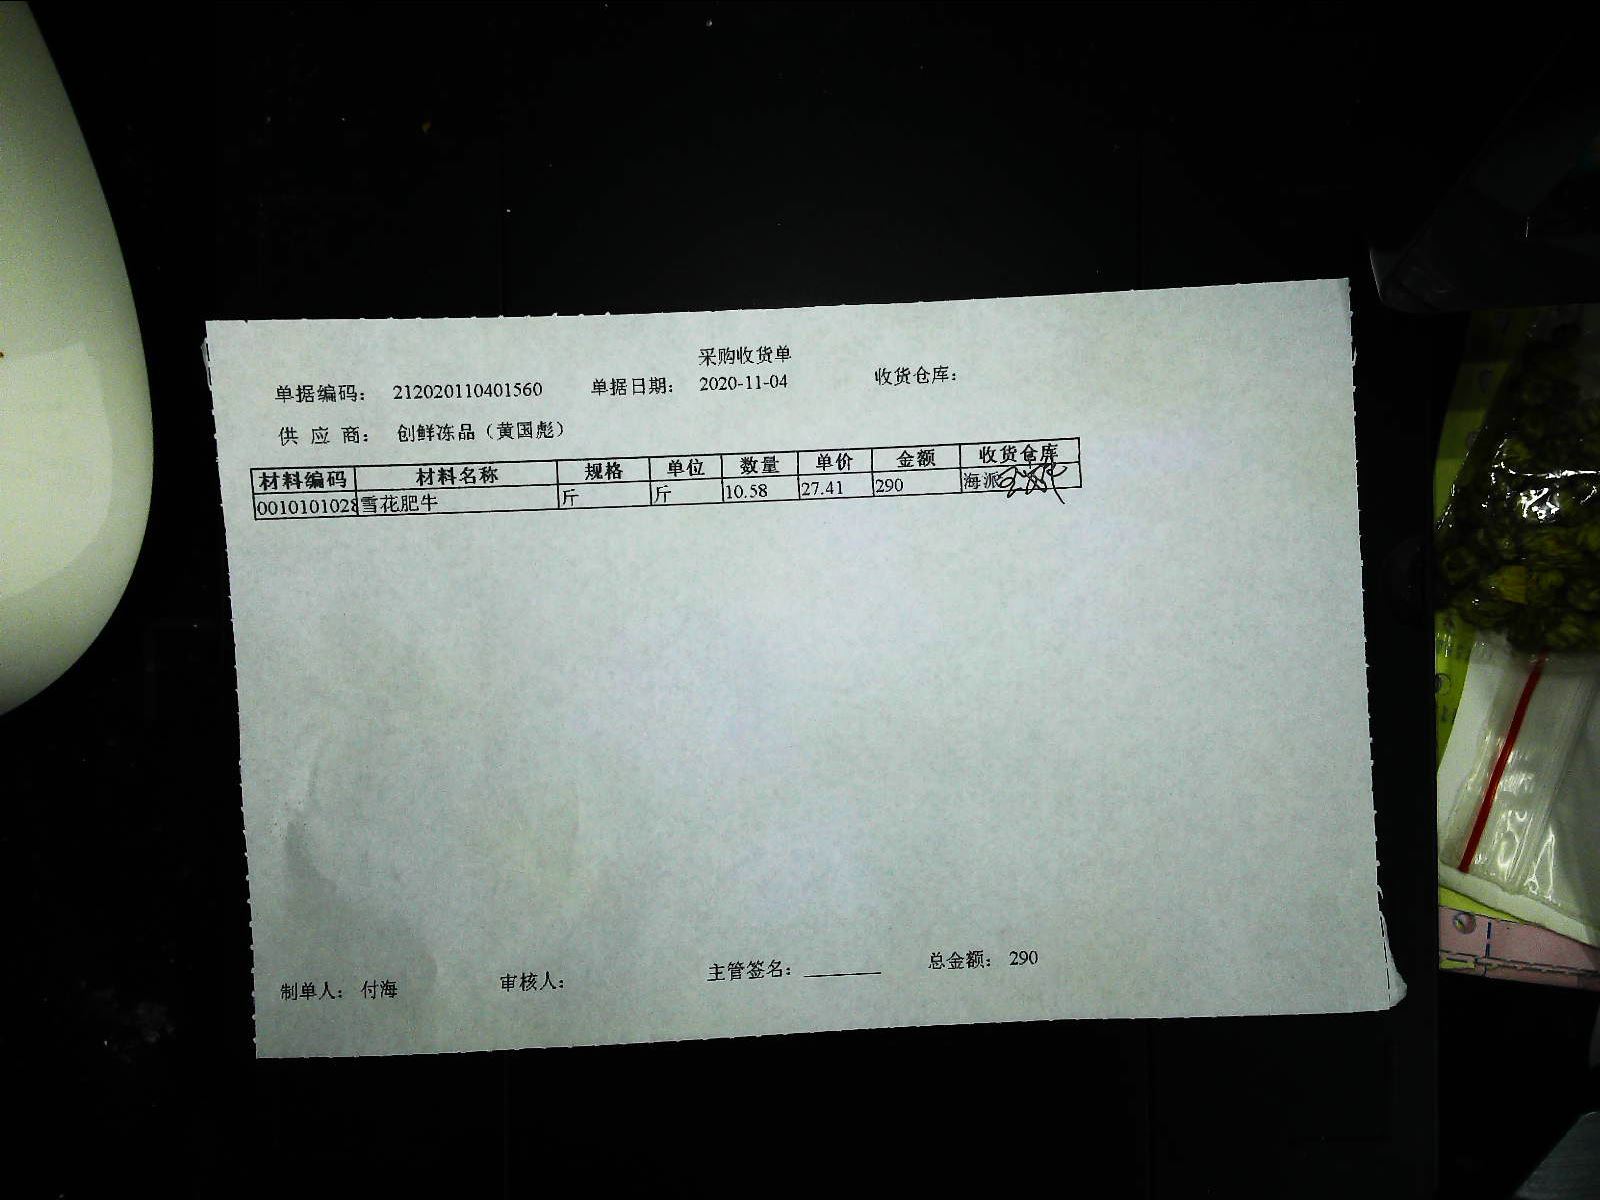 采购收货单
单据编码： 212020110401560 单据日期： 2020-11-04 收货仓库：
供 应 商： 创鲜冻品（黄国彪）
材料编码 材料名称 规格 单位 数量 单价 金额 收货仓库
0010101028 雪花肥牛 斤 斤 10.58 27.41 290 海派
制单人： 付海 审核人： 主管签名： 总金额： 290